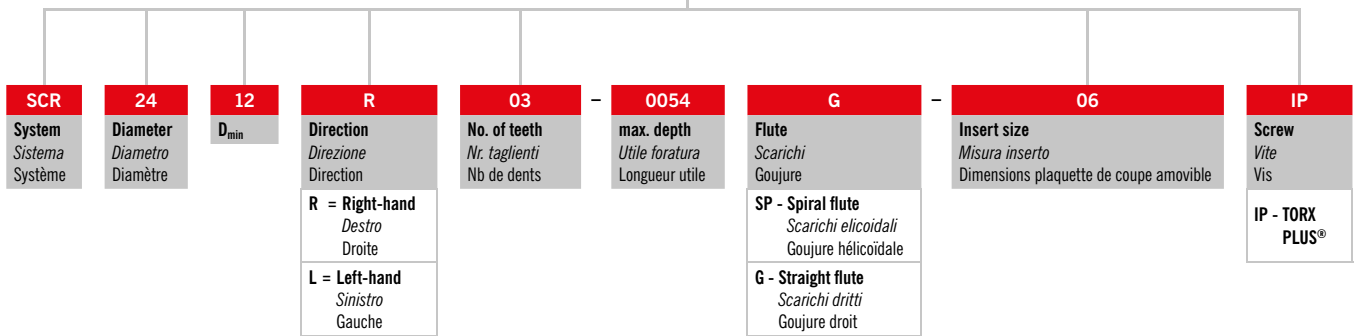 SCR 24 12 R 03 – 0054 G – 06 IP
System
Sistema
Système
Diameter
Diametro
Diamètre
Dmin
Direction
Direzione
Direction
R = Right-hand
Destro
Droite
L = Left-hand
Sinistro
Gauche
No. of teeth
Nr. taglienti
Nb de dents
max. depth
Utile foratura
Longueur utile
Flute
Scarichi
Goujure
SP - Spiral flute
Scarichi elicoidali
Goujure hélicoïdale
G - Straight flute
Scarichi dritti
Goujure droit
Insert size
Misura inserto
Dimensions plaquette de coupe amovible
Screw
Vite
Vis
IP - TORX
PLUS®